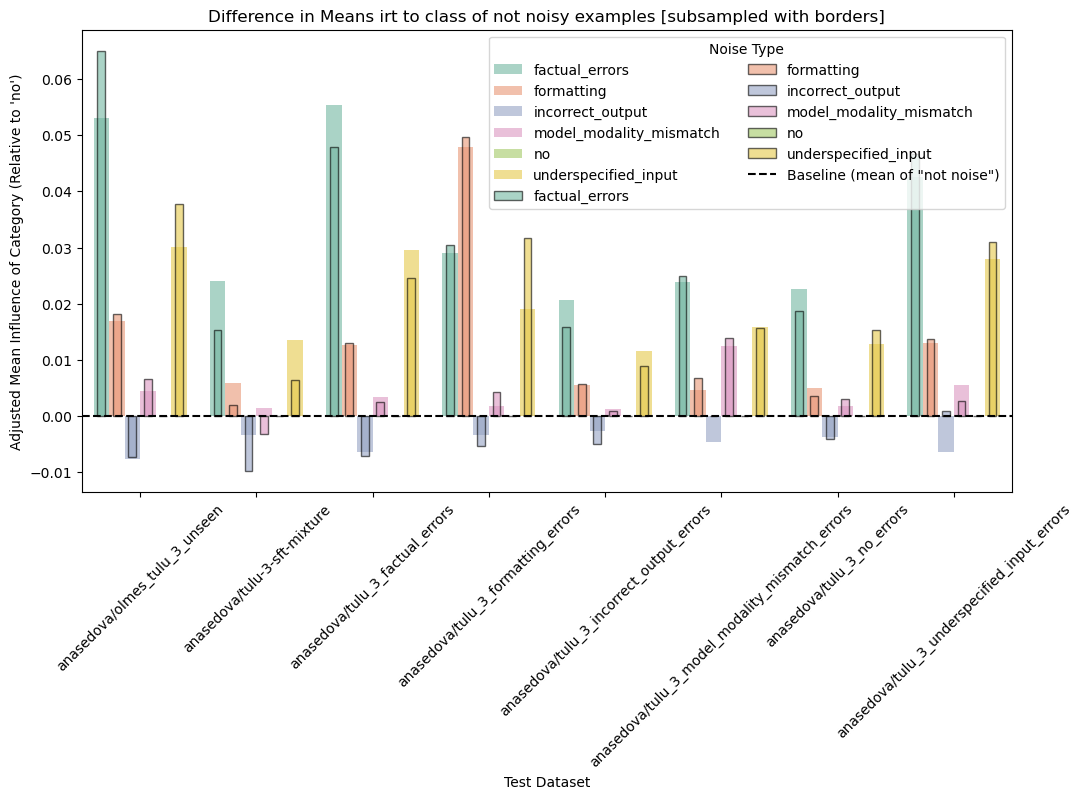 Difference in Means irt to class of not noisy examples [subsampled with borders]
Adjusted Mean Influence of Category (Relative to 'no')
0.06
0.05
0.04
0.03
0.02
0.01
0.00
−0.01
Noise Type
factual_errors
formatting
incorrect_output
model_modality_mismatch
no
underspecified_input
factual_errors
formatting
incorrect_output
model_modality_mismatch
no
underspecified_input
Baseline (mean of "not noise")
anasedova/olmes_tulu_3_unseen
anasedova/tulu-3-sft-mixture
anasedova/tulu_3_factual_errors
anasedova/tulu_3_formatting_errors
anasedova/tulu_3_incorrect_output_errors
anasedova/tulu_3_model_modality_mismatch_errors
anasedova/tulu_3_no_errors
anasedova/tulu_3_underspecified_input_errors
Test Dataset